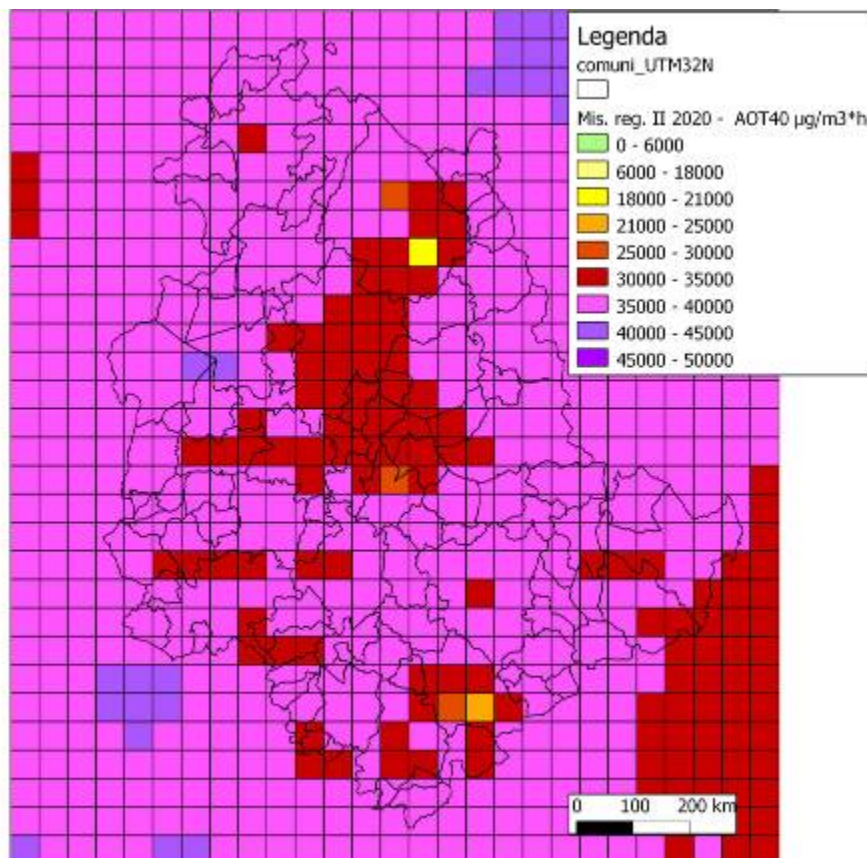 Legenda
comuni_UTM32N
Mis. reg. II 2020 - AOT40 µg/m3*h
0 - 6000
6000 - 18000
18000 - 21000
21000 - 25000
25000 - 30000
30000 - 35000
35000 - 40000
40000 - 45000
45000 - 50000
0 100 200 km